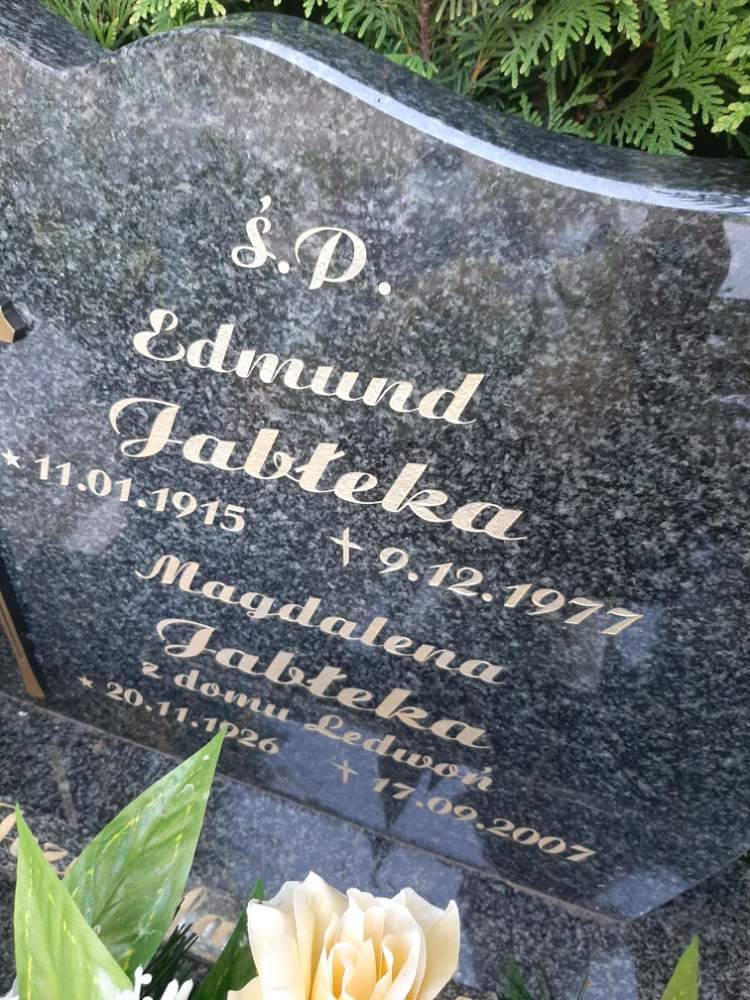 ś.P.
Edmund
Jabłeka
* 11.01.1915 ✝ 9.12.1977
Magdalena
Jabłeka
z domu Ledwoń
* 20.11.1926 ✝ 17.09.2007